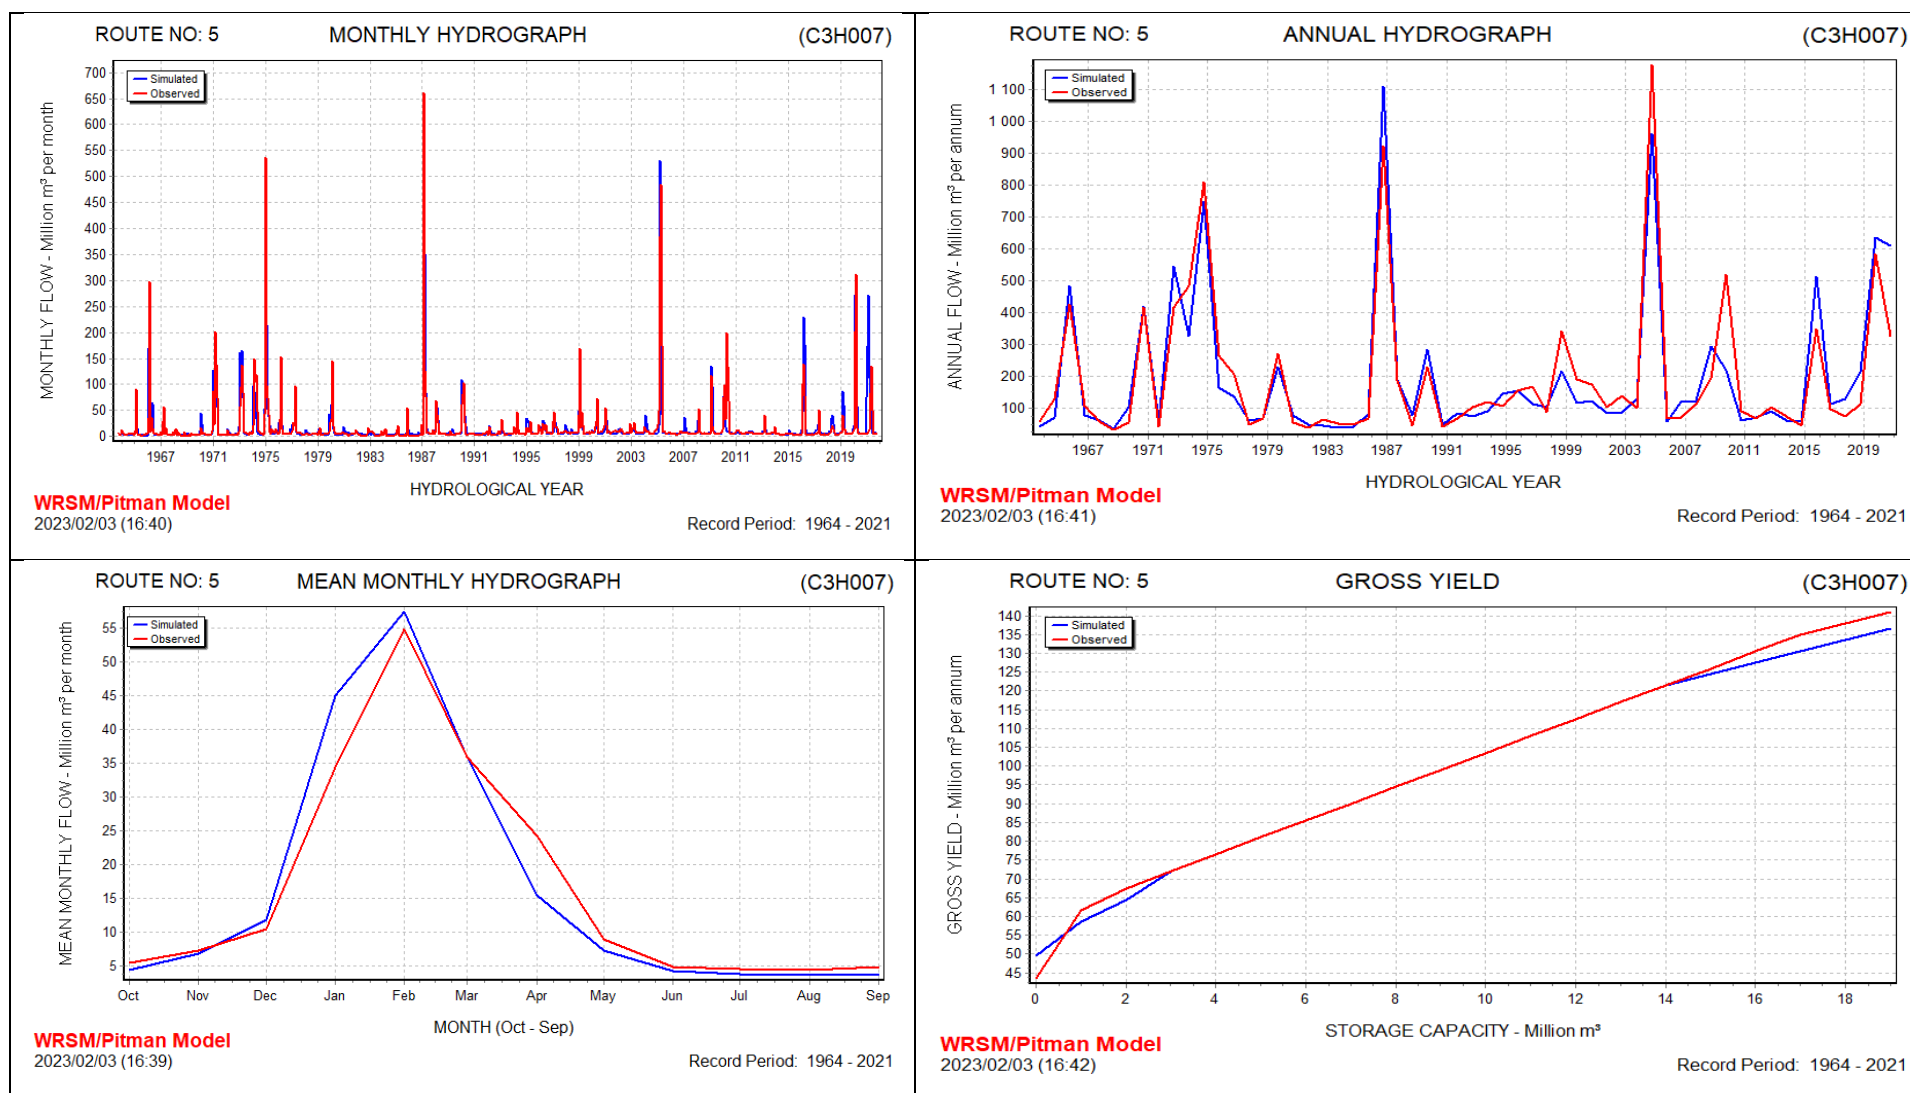 ROUTE NO: 5 MONTHLY HYDROGRAPH (C3H007)
Simulated
Observed
MONTHLY FLOW - Million m³ per month
700
650
600
550
500
450
400
350
300
250
200
150
100
50
0
1967 1971 1975 1979 1983 1987 1991 1995 1999 2003 2007 2011 2015 2019
HYDROLOGICAL YEAR
WRSM/Pitman Model
2023/02/03 (16:40)
Record Period: 1964 - 2021
ROUTE NO: 5 ANNUAL HYDROGRAPH (C3H007)
Simulated
Observed
ANNUAL FLOW - Million m³ per annum
1 100
1 000
900
800
700
600
500
400
300
200
100
1967 1971 1975 1979 1983 1987 1991 1995 1999 2003 2007 2011 2015 2019
HYDROLOGICAL YEAR
WRSM/Pitman Model
2023/02/03 (16:41)
Record Period: 1964 - 2021
ROUTE NO: 5 MEAN MONTHLY HYDROGRAPH (C3H007)
Simulated
Observed
MEAN MONTHLY FLOW - Million m³ per month
55
50
45
40
35
30
25
20
15
10
5
Oct Nov Dec Jan Feb Mar Apr May Jun Jul Aug Sep
MONTH (Oct - Sep)
WRSM/Pitman Model
2023/02/03 (16:39)
Record Period: 1964 - 2021
ROUTE NO: 5 GROSS YIELD (C3H007)
Simulated
Observed
GROSS YIELD - Million m³ per annum
140
135
130
125
120
115
110
105
100
95
90
85
80
75
70
65
60
55
50
45
0 2 4 6 8 10 12 14 16 18
STORAGE CAPACITY - Million m³
WRSM/Pitman Model
2023/02/03 (16:42)
Record Period: 1964 - 2021